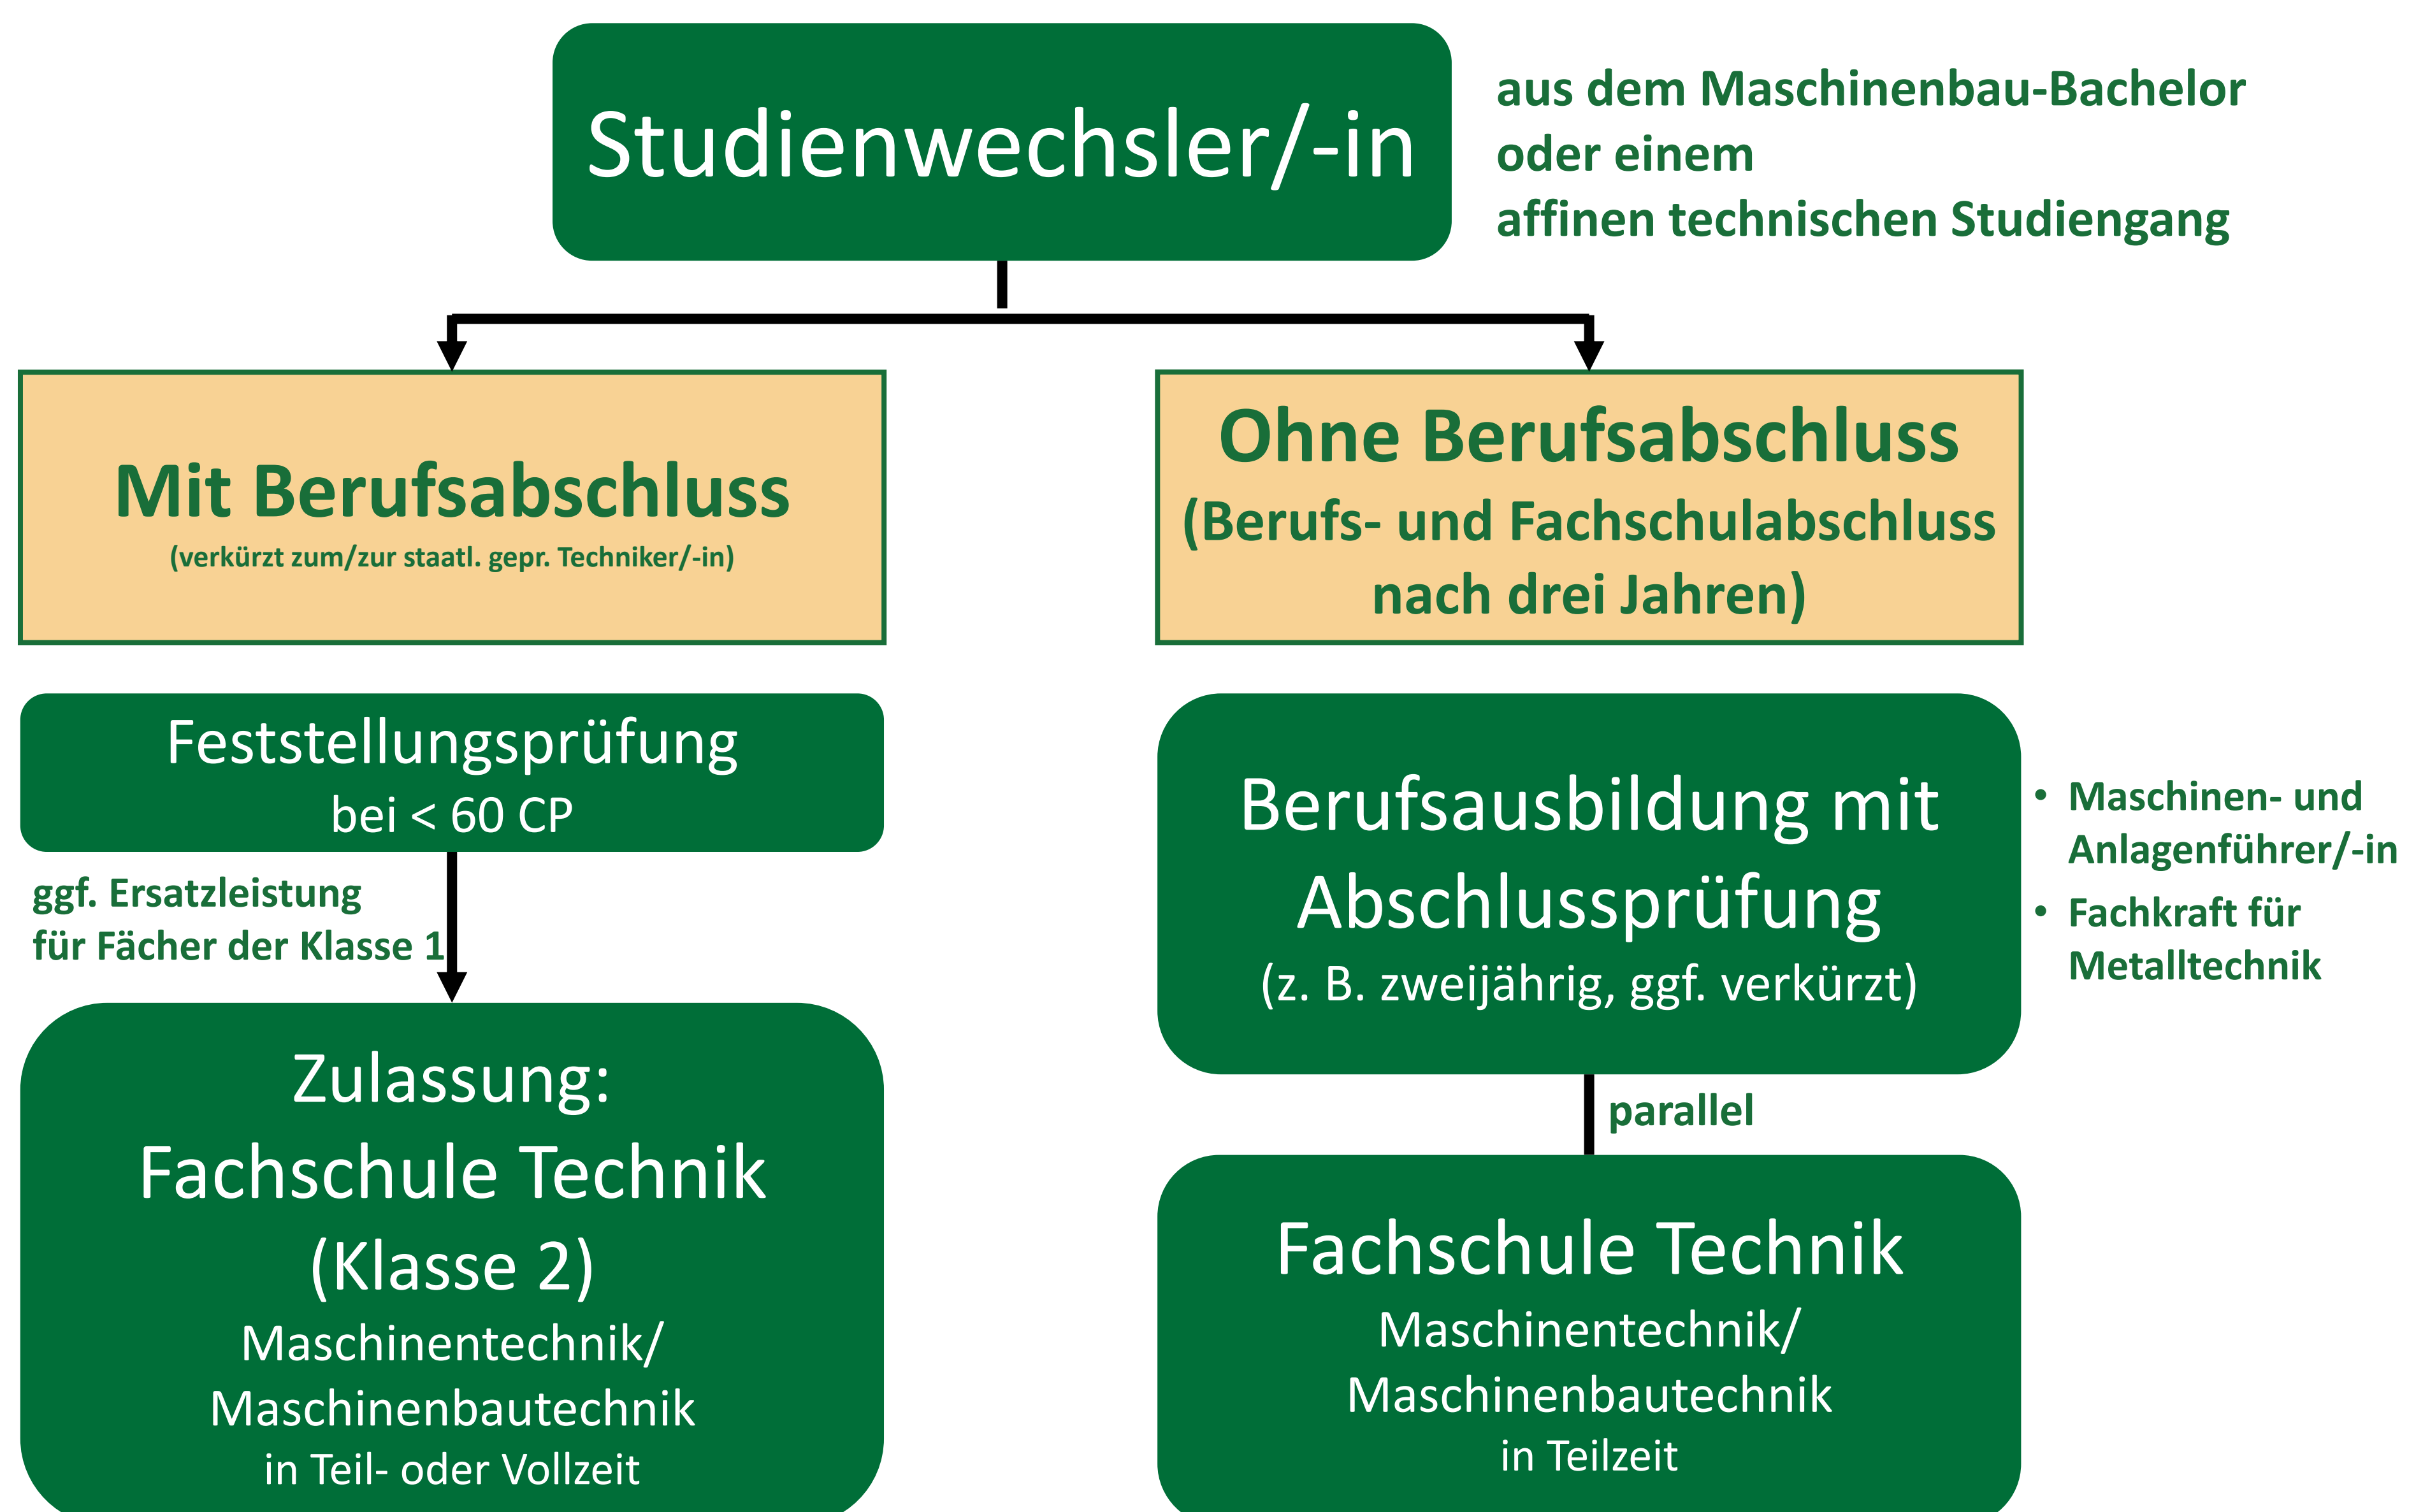 Studienwechsler/-in
aus dem Maschinenbau-Bachelor
oder einem
affinen technischen Studiengang
Mit Berufsabschluss
(verkürzt zum/zur staatl. gepr. Techniker/-in)
Ohne Berufsabschluss
(Berufs- und Fachschulabschluss
nach drei Jahren)
Feststellungsprüfung
bei < 60 CP
ggf. Ersatzleistung
für Fächer der Klasse 1
Zulassung:
Fachschule Technik
(Klasse 2)
Maschinentechnik/
Maschinenbautechnik
in Teil- oder Vollzeit
Berufsausbildung mit
Abschlussprüfung
(z. B. zweijährig, ggf. verkürzt)
• Maschinen- und
Anlagenführer/-in
• Fachkraft für
Metalltechnik
parallel
Fachschule Technik
Maschinentechnik/
Maschinenbautechnik
in Teilzeit